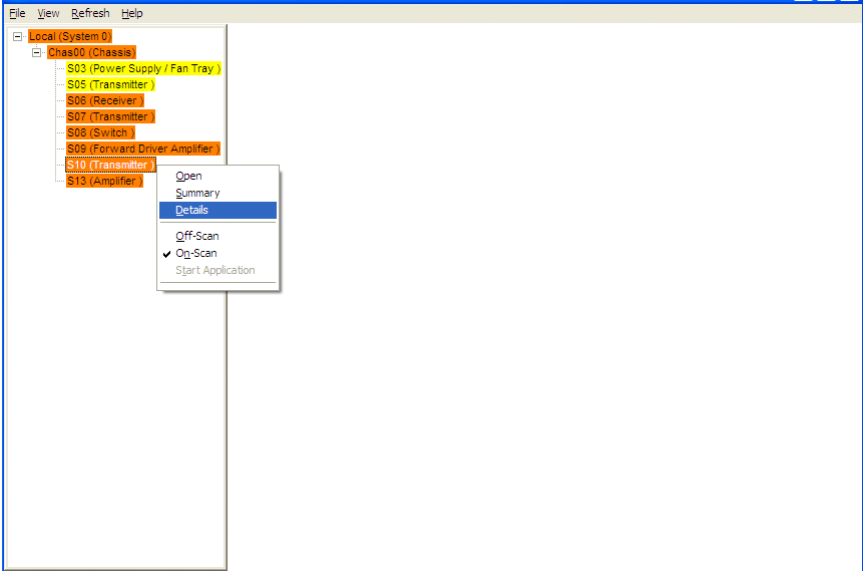 File View Refresh Help
Local (System 0)
Chas00 (Chassis)
S03 (Power Supply / Fan Tray )
S05 (Transmitter )
S06 (Receiver )
S07 (Transmitter )
S08 (Switch )
S09 (Forward Driver Amplifier )
S10 (Transmitter )
S13 (Amplifier )
Open
Summary
Details
Off-Scan
On-Scan
Start Application